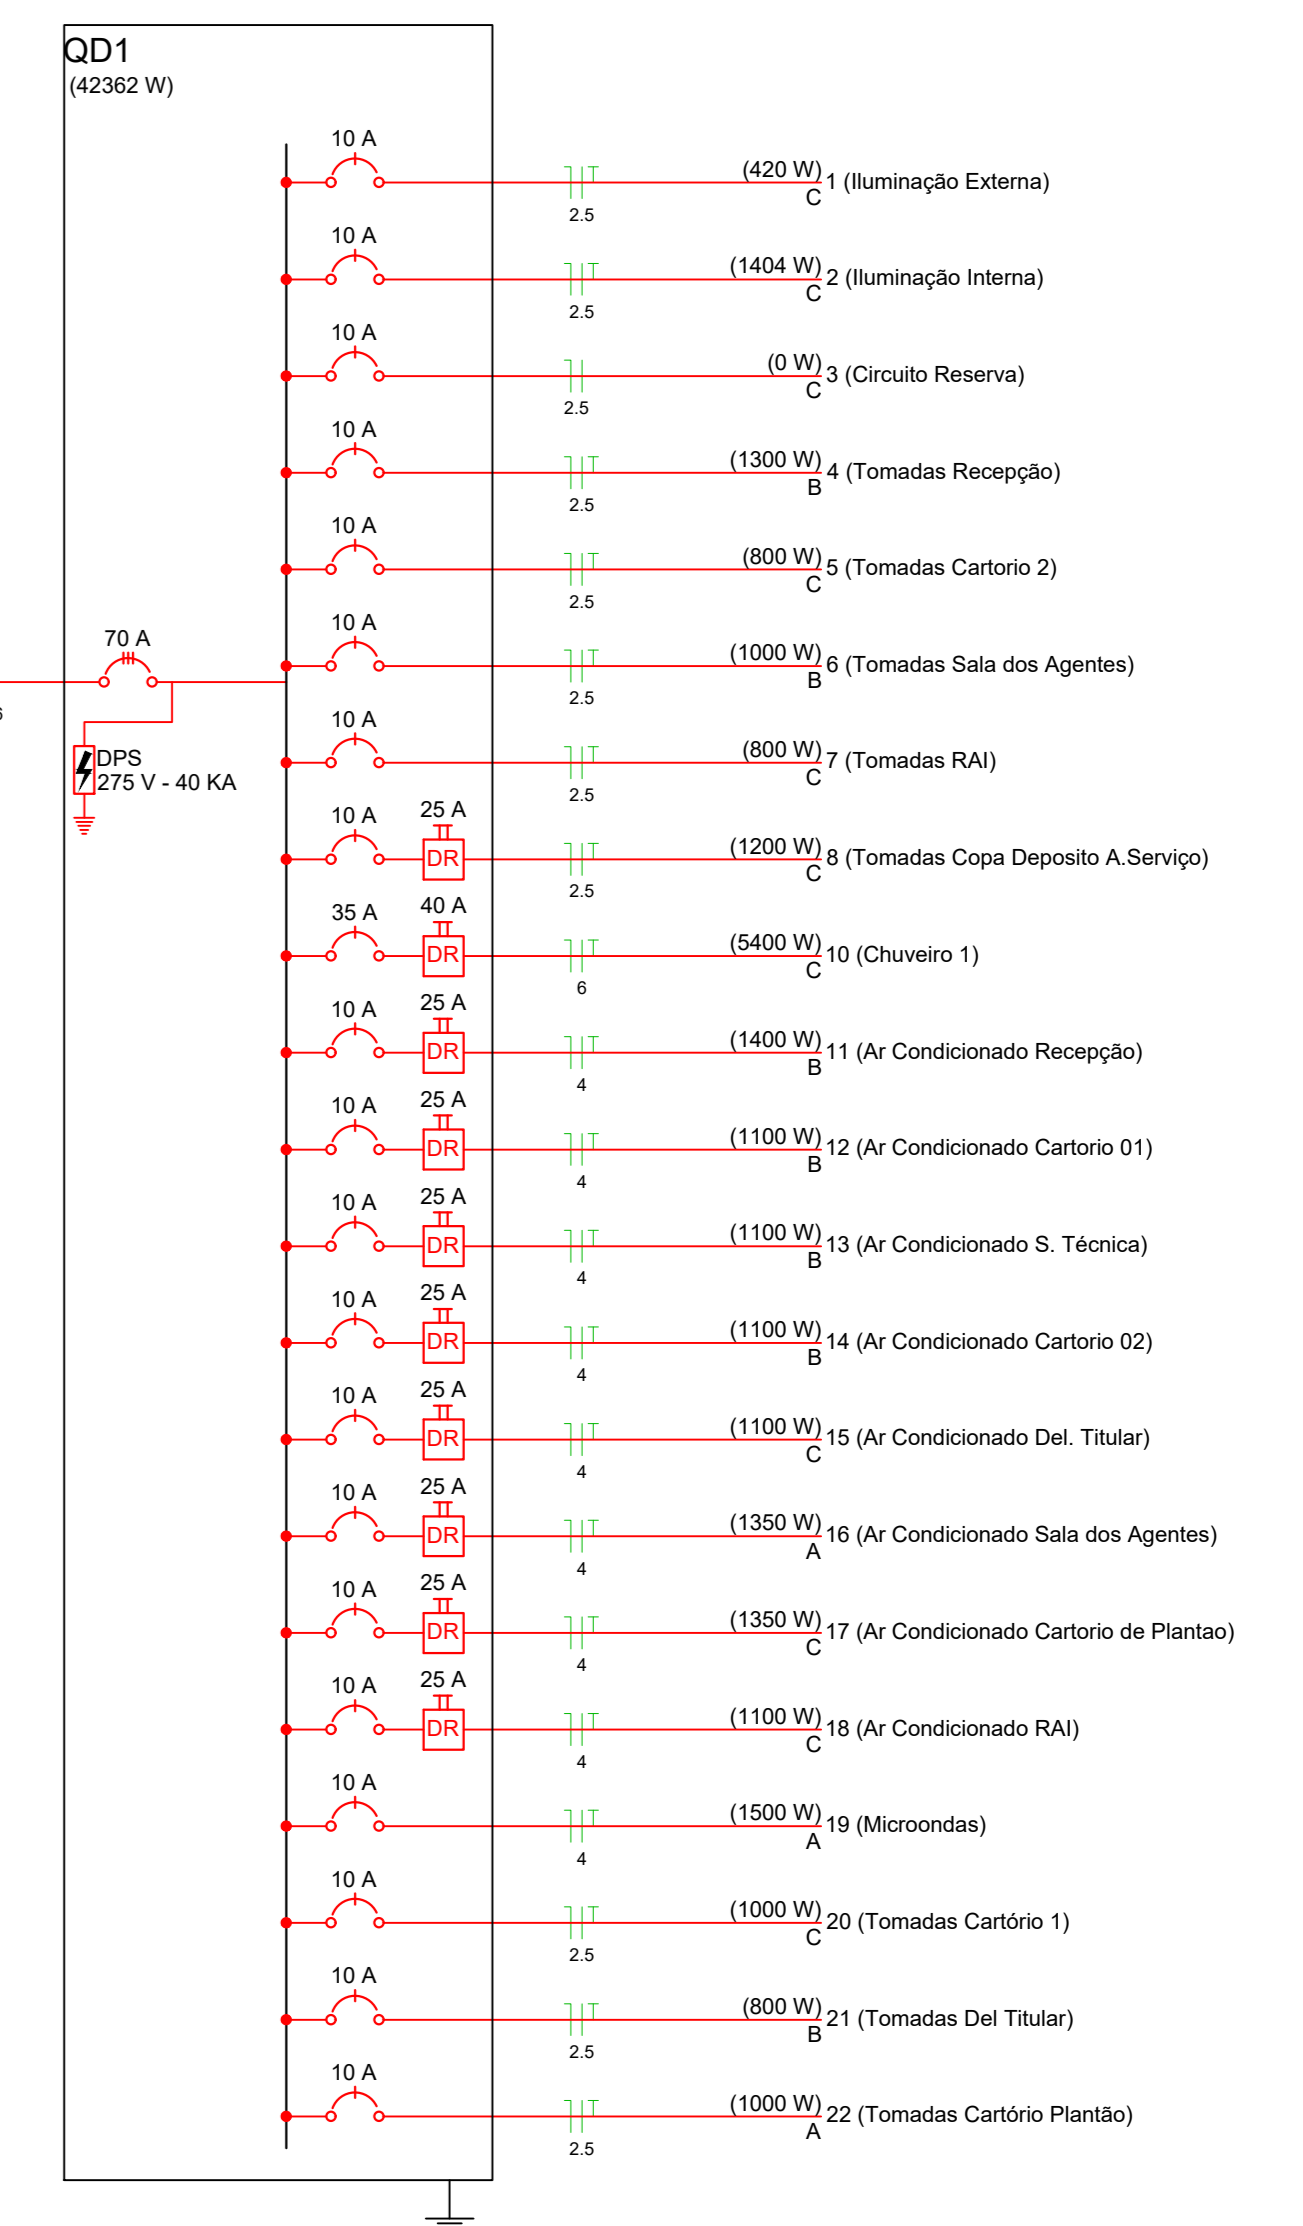 QD1
(42362 W)
10 A
(420 W) 1 (Iluminação Externa)
C
2.5
10 A
(1404 W) 2 (Iluminação Interna)
C
2.5
10 A
(0 W) 3 (Circuito Reserva)
C
2.5
10 A
(1300 W) 4 (Tomadas Recepção)
B
2.5
10 A
(800 W) 5 (Tomadas Cartorio 2)
C
2.5
10 A
70 A
(1000 W) 6 (Tomadas Sala dos Agentes)
B
2.5
10 A
DPS
275 V - 40 KA
(800 W) 7 (Tomadas RAI)
C
2.5
10 A 25 A
DR
(1200 W) 8 (Tomadas Copa Deposito A.Serviço)
C
2.5
35 A 40 A
DR
(5400 W) 10 (Chuveiro 1)
C
6
10 A 25 A
DR
(1400 W) 11 (Ar Condicionado Recepção)
B
4
10 A 25 A
DR
(1100 W) 12 (Ar Condicionado Cartorio 01)
B
4
10 A 25 A
DR
(1100 W) 13 (Ar Condicionado S. Técnica)
B
4
10 A 25 A
DR
(1100 W) 14 (Ar Condicionado Cartorio 02)
B
4
10 A 25 A
DR
(1100 W) 15 (Ar Condicionado Del. Titular)
C
4
10 A 25 A
DR
(1350 W) 16 (Ar Condicionado Sala dos Agentes)
A
4
10 A 25 A
DR
(1350 W) 17 (Ar Condicionado Cartorio de Plantao)
C
4
10 A 25 A
DR
(1100 W) 18 (Ar Condicionado RAI)
C
4
10 A
(1500 W) 19 (Microondas)
A
4
10 A
(1000 W) 20 (Tomadas Cartório 1)
C
2.5
10 A
(800 W) 21 (Tomadas Del Titular)
B
2.5
10 A
(1000 W) 22 (Tomadas Cartório Plantão)
A
2.5